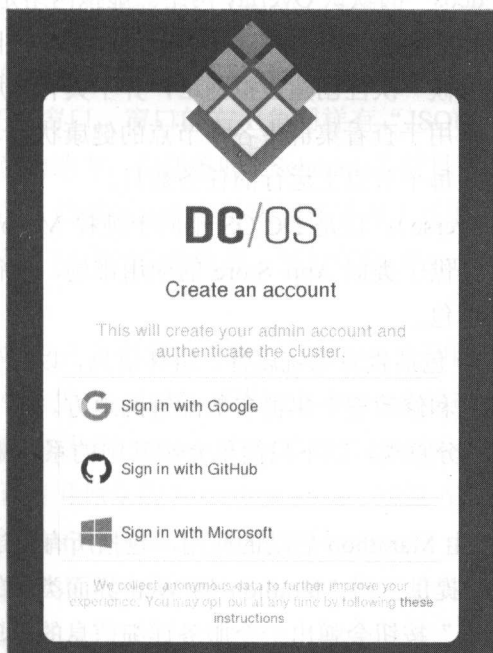 DC/OS
Create an account
This will create your admin account and
authenticate the cluster.
Sign in with Google
Sign in with GitHub
Sign in with Microsoft
We collect anonymous data to further improve your
experience. You may opt out at any time by following these
instructions